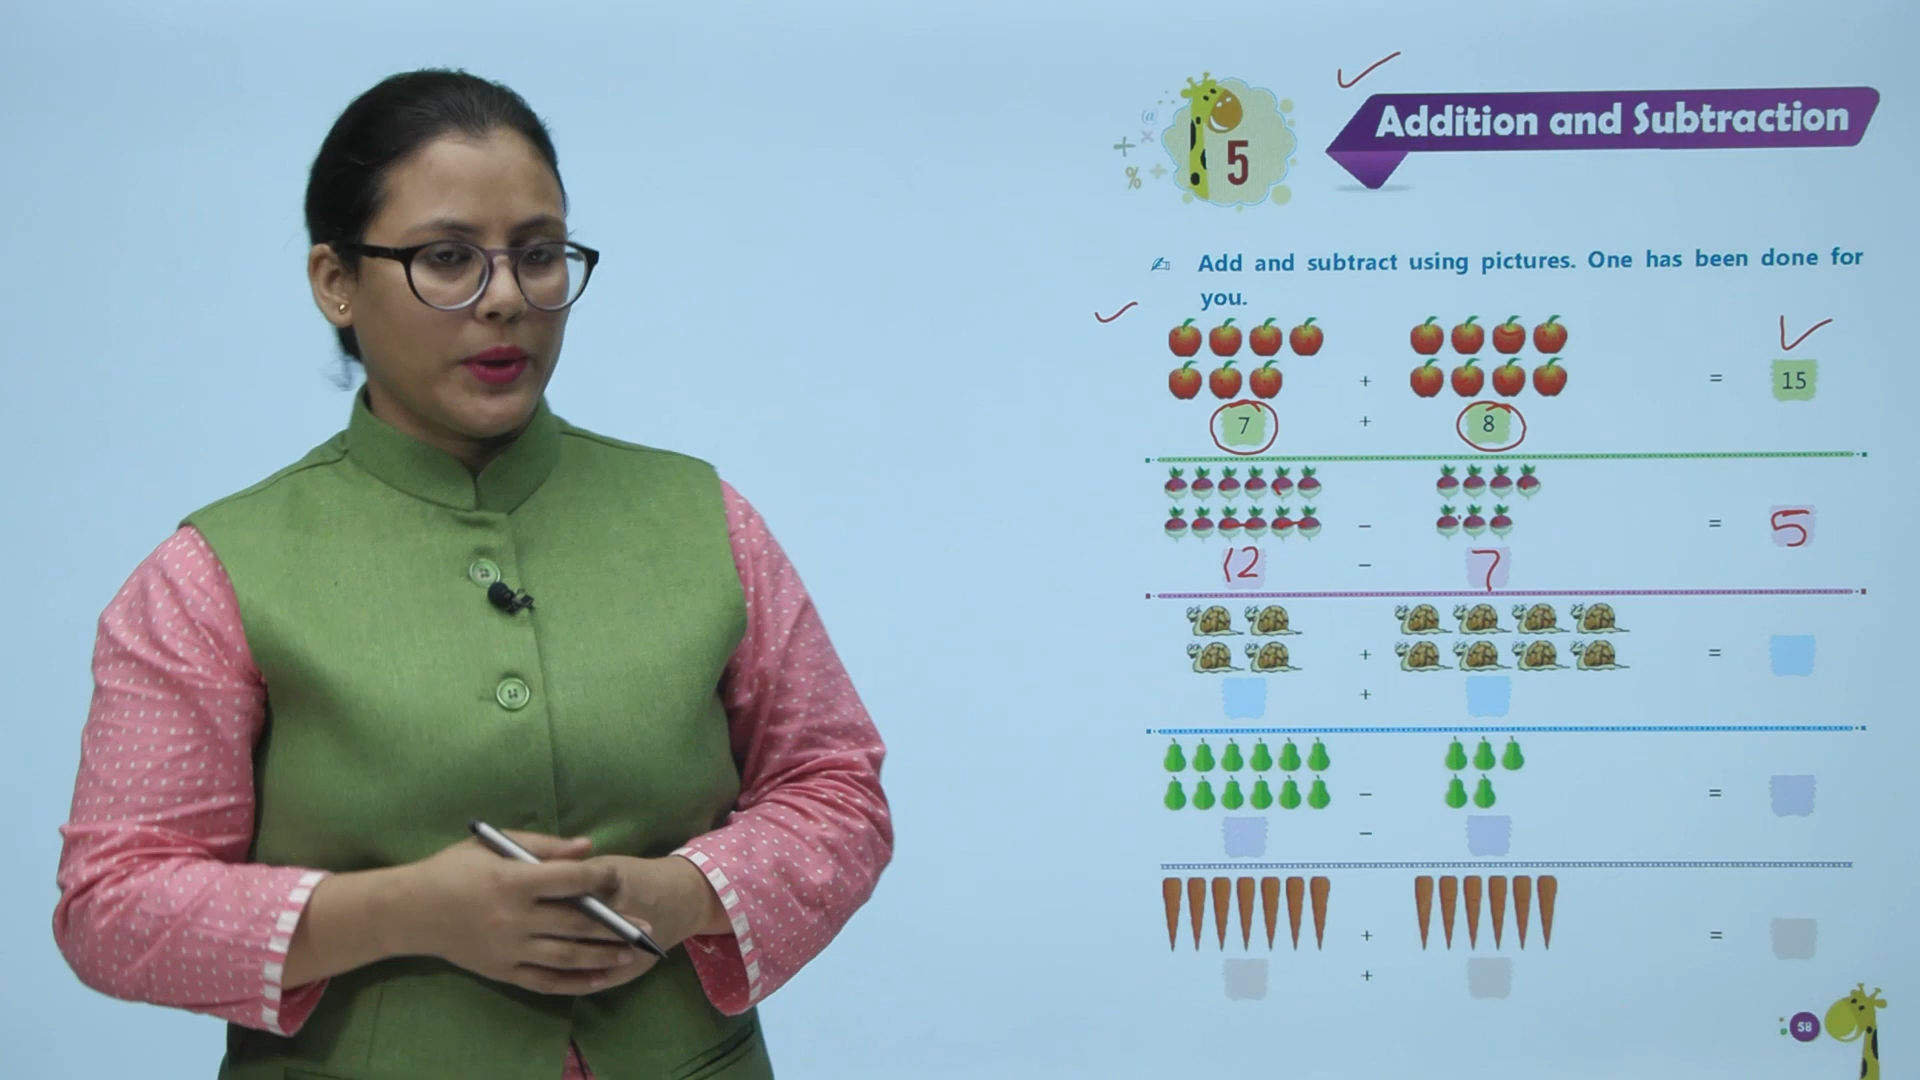 5
Addition and Subtraction
Add and subtract using pictures. One has been done for
you.
+ = 15
7 + 8
- = 5
12 - 7
+ =
+
- =
-
+ =
+
58